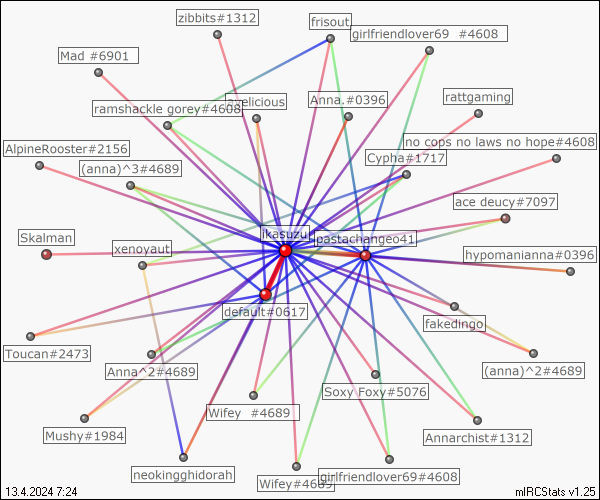 zibbits#1312
frisout
girlfriendlover69 #4608
Mad #6901
ramshackle gorey#4608
Anna.#0396
rattgaming
AlpineRooster#2156
no cops no laws no hope#4608
(anna)^3#4689
Cypha#1717
ace deucy#7097
Skalman
ikasuzu
pastachangeo41
xenoyaut
hypomanianna#0396
default#0617
fakedingo
Toucan#2473
Anna^2#4689
(anna)^2#4689
Soxy Foxy#5076
Wifey #4689
Mushy#1984
Annarchist#1312
neokingghidorah
Wifey#4689
girlfriendlover69#4608
13.4.2024 7:24
mIRCStats v1.25